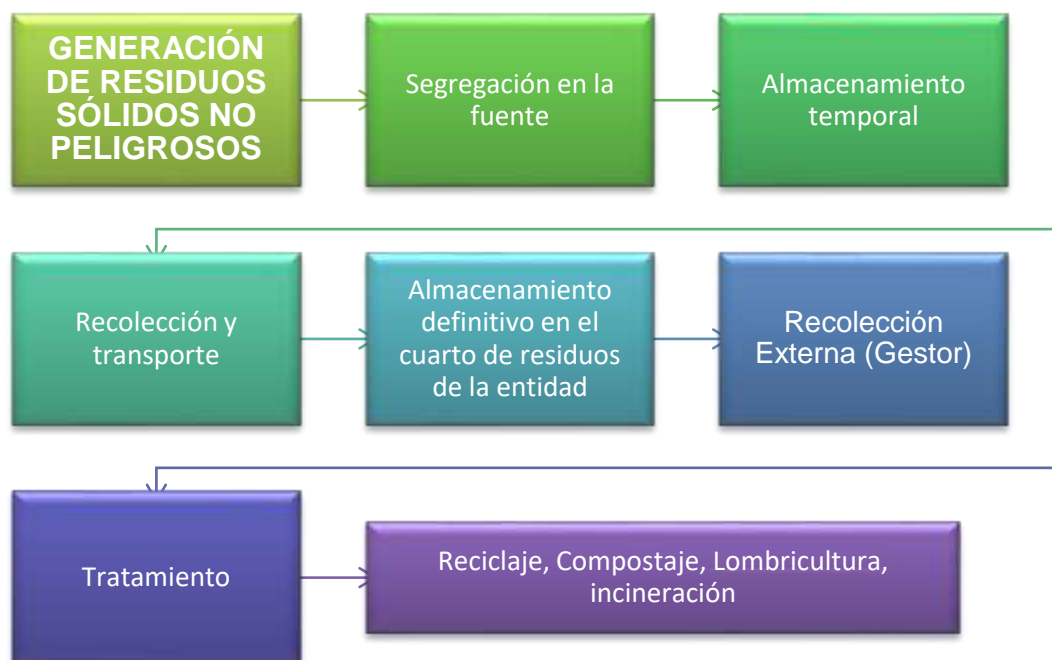 GENERACIÓN
DE RESIDUOS
SÓLIDOS NO
PELIGROSOS
Segregación en la
fuente
Almacenamiento
temporal
Recolección y
transporte
Almacenamiento
definitivo en el
cuarto de residuos
de la entidad
Recolección
Externa (Gestor)
Tratamiento
Reciclaje, Compostaje, Lombricultura,
incineración